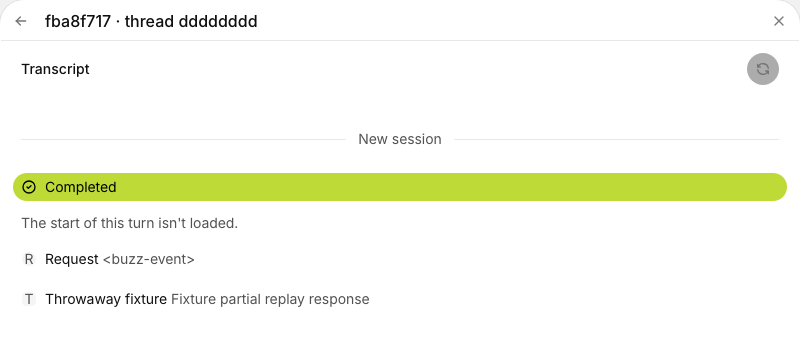 fba8f717 · thread dddddddd
Transcript
New session
Completed
The start of this turn isn't loaded.
R Request <buzz-event>
T Throwaway fixture Fixture partial replay response